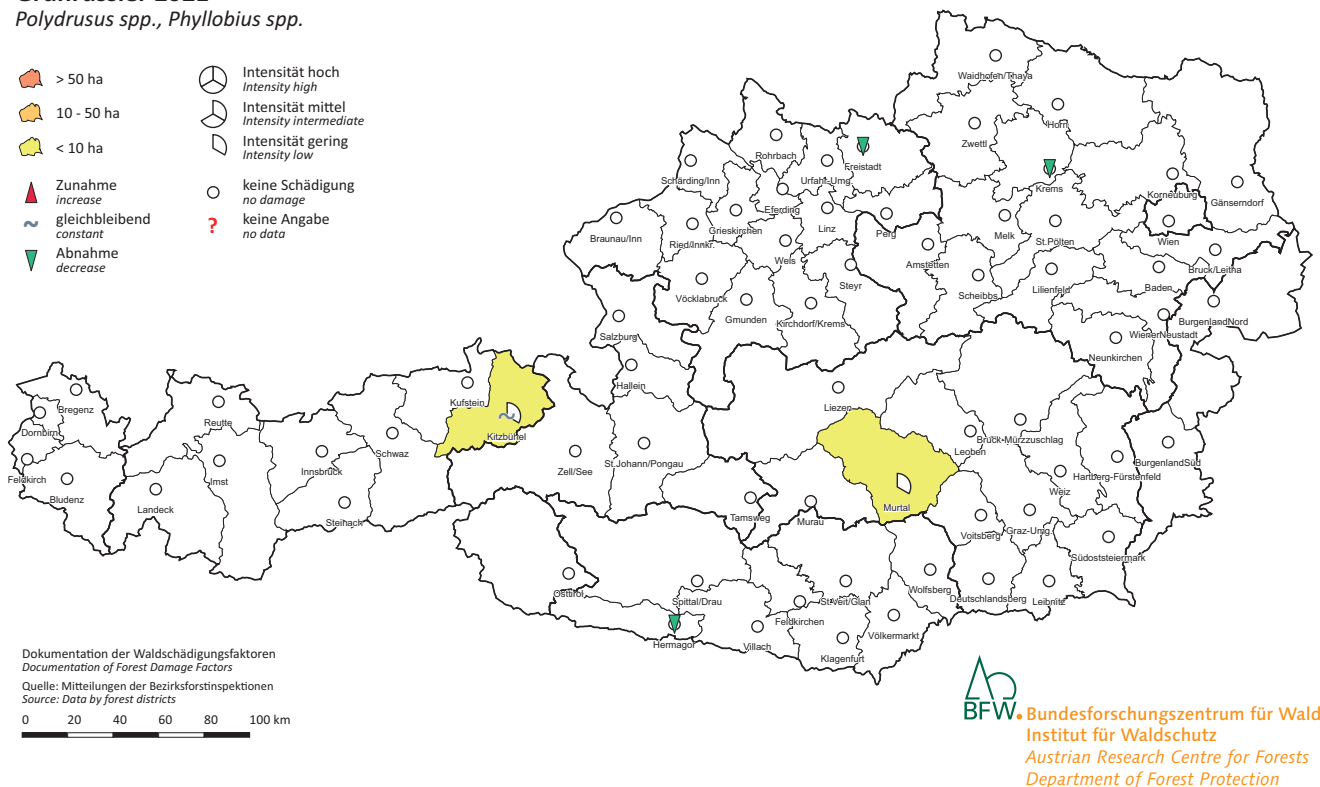 Polydrusus spp., Phyllobius spp.
> 50 ha
10 - 50 ha
< 10 ha
Zunahme
increase
~ gleichbleibend
constant
Abnahme
decrease
Intensität hoch
Intensity high
Intensität mittel
Intensity intermediate
Intensität gering
Intensity low
keine Schädigung
no damage
? keine Angabe
no data
Waidhofen/Thaya
Horn
Zwettl
Rohrbach
Freistadt
Schärding/Inn
Urfahr-Umg.
Krems
Korneuburg
Gänserndorf
Eferding
Grieskirchen
Linz
Perg
Melk
St.Pölten
Wien
Braunau/Inn
Ried/Innkr.
Wels
Amstetten
Bruck/Leitha
Steyr
Scheibbs
Lilienfeld
Baden
Vöcklabruck
Gmunden
Kirchdorf/Krems
BurgenlandNord
WienerNeustadt
Salzburg
Neunkirchen
Hallein
Kufstein
Liezen
Bregenz
Reutte
Dornbirn
Kitzbühel
Bruck-Mürzzuschlag
Schwaz
Leoben
Innsbruck
Zell/See
St.Johann/Pongau
BurgenlandSüd
Feldkirch
Imst
Hartberg-Fürstenfeld
Bludenz
Weiz
Landeck
Murtal
Steinach
Tamsweg
Murau
Voitsberg
Graz-Umg.
Südoststeiermark
Osttirol
Spittal/Drau
St.Veit/Glan
Wolfsberg
Deutschlandsberg
Leibnitz
Feldkirchen
Völkermarkt
Hermagor
Villach
Klagenfurt
Dokumentation der Waldschädigungsfaktoren
Documentation of Forest Damage Factors
Quelle: Mitteilungen der Bezirksforstinspektionen
Source: Data by forest districts
0 20 40 60 80 100 km
BFW.
Bundesforschungszentrum für Wald
Institut für Waldschutz
Austrian Research Centre for Forests
Department of Forest Protection